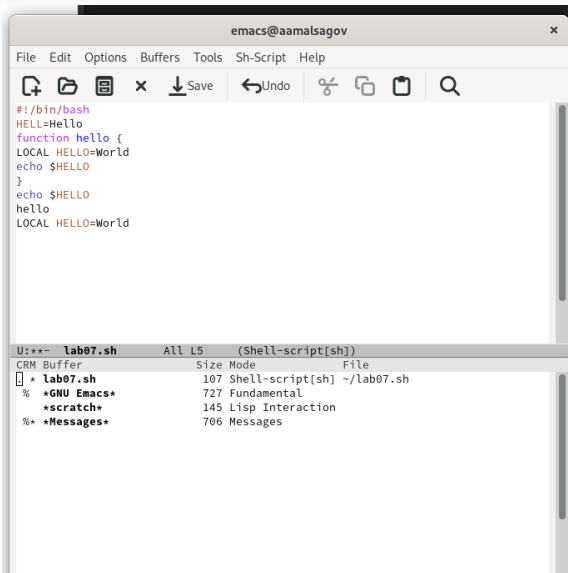 emacs@aamalsagov ×
File Edit Options Buffers Tools Sh-Script Help
Save Undo
#!/bin/bash
HELL=Hello
function hello {
LOCAL HELLO=World
echo $HELLO
}
echo $HELLO
hello
LOCAL HELLO=World
U:**-  lab07.sh       All L5     (Shell-script[sh])
CRM Buffer                 Size Mode             File
. * lab07.sh                107 Shell-script[sh] ~/lab07.sh
 %  *GNU Emacs*             727 Fundamental
    *scratch*               145 Lisp Interaction
 %* *Messages*              706 Messages